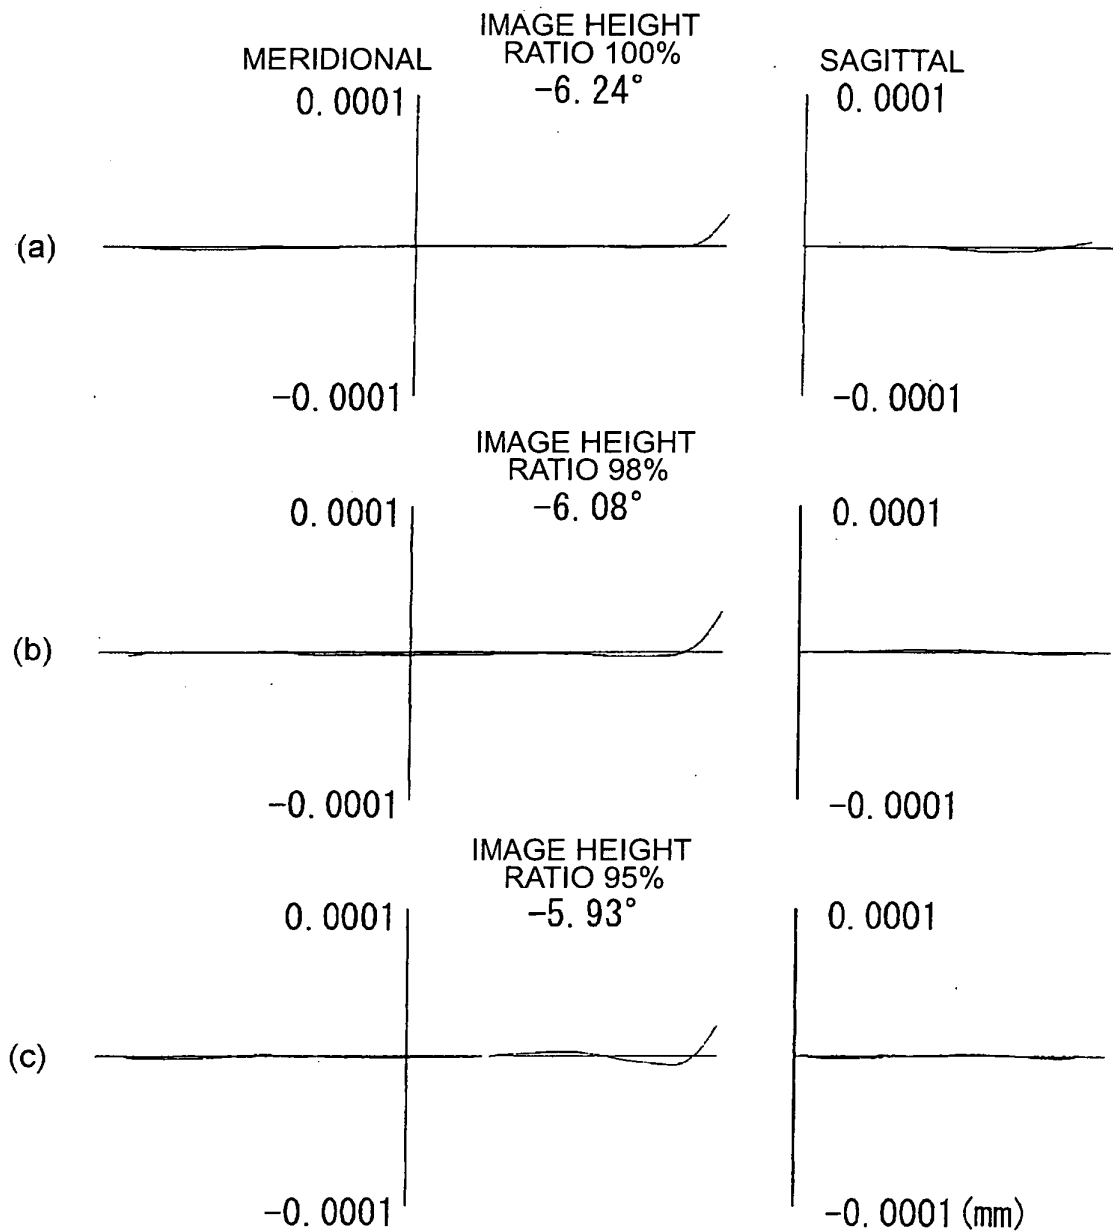 IMAGE HEIGHT
MERIDIONAL RATIO 100% SAGITTAL
0.0001 -6.24° 0.0001
(a)
-0.0001 -0.0001
IMAGE HEIGHT
RATIO 98%
0.0001 -6.08° 0.0001
(b)
-0.0001 -0.0001
IMAGE HEIGHT
RATIO 95%
0.0001 -5.93° 0.0001
(c)
-0.0001 -0.0001(mm)